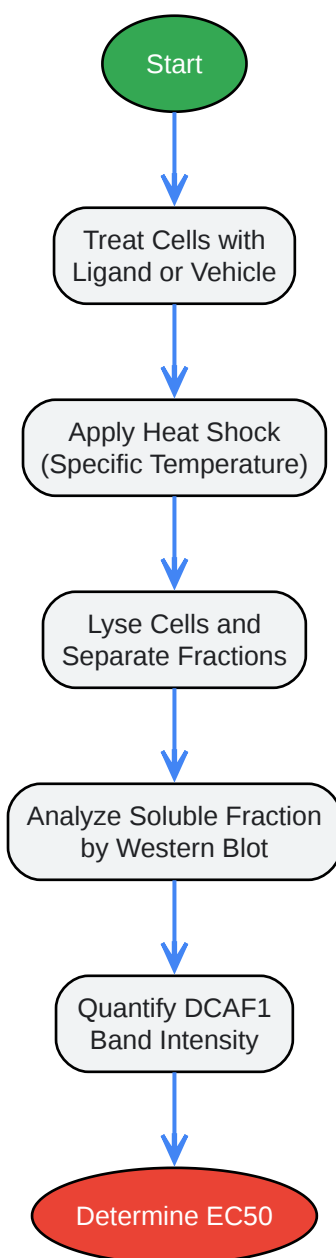 Start
Treat Cells with
Ligand or Vehicle
Apply Heat Shock
(Specific Temperature)
Lyse Cells and
Separate Fractions
Analyze Soluble Fraction
by Western Blot
Quantify DCAF1
Band Intensity
Determine EC50